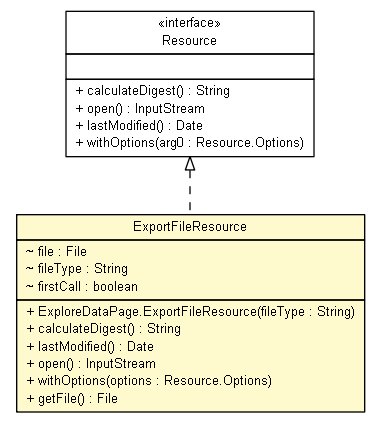 «interface»
Resource
+ calculateDigest() : String
+ open() : InputStream
+ lastModified() : Date
+ withOptions(arg0 : Resource.Options)
ExportFileResource
~ file : File
~ fileType : String
~ firstCall : boolean
+ ExploreDataPage.ExportFileResource(fileType : String)
+ calculateDigest() : String
+ lastModified() : Date
+ open() : InputStream
+ withOptions(options : Resource.Options)
+ getFile() : File